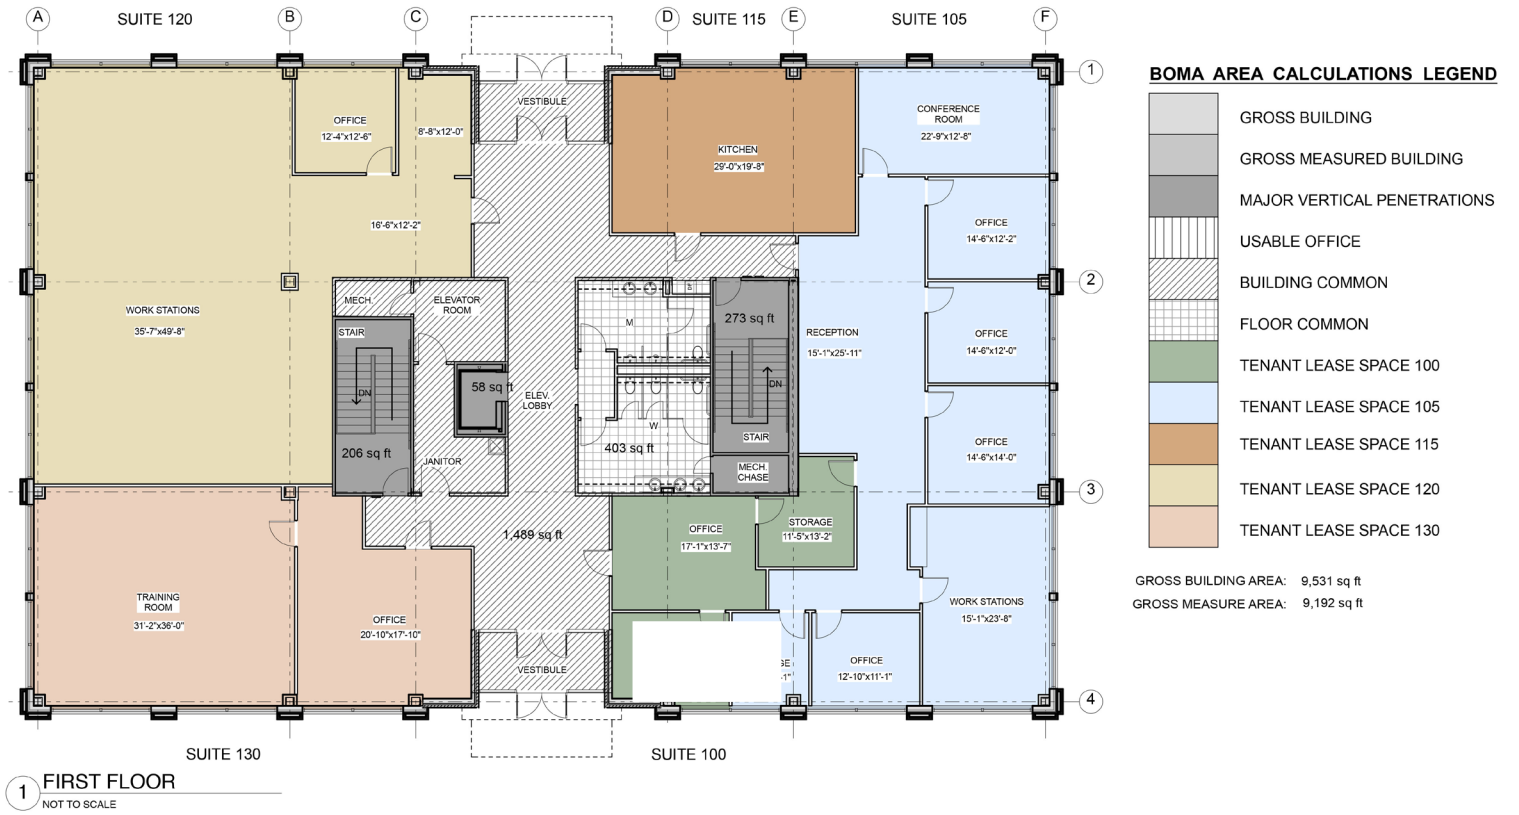 A
SUITE 120
B
C
D
SUITE 115
E
SUITE 105
F
1
BOMA AREA CALCULATIONS LEGEND
GROSS BUILDING
GROSS MEASURED BUILDING
MAJOR VERTICAL PENETRATIONS
USABLE OFFICE
BUILDING COMMON
FLOOR COMMON
TENANT LEASE SPACE 100
TENANT LEASE SPACE 105
TENANT LEASE SPACE 115
TENANT LEASE SPACE 120
TENANT LEASE SPACE 130
GROSS BUILDING AREA: 9,531 sq ft
GROSS MEASURE AREA: 9,192 sq ft
VESTIBULE
OFFICE
12'-4"x12'-6"
8'-8"x12'-0"
KITCHEN
29'-0"x19'-8"
CONFERENCE
ROOM
22'-9"x12'-8"
16'-6"x12'-2"
OFFICE
14'-6"x12'-2"
2
WORK STATIONS
35'-7"x49'-8"
MECH.
ELEVATOR
ROOM
STAIR
DN
206 sq ft
58 sq ft
ELEV.
LOBBY
JANITOR
DF
M
W
403 sq ft
273 sq ft
DN
STAIR
MECH.
CHASE
RECEPTION
15'-1"x25'-11"
OFFICE
14'-6"x12'-0"
OFFICE
14'-6"x14'-0"
3
1,489 sq ft
OFFICE
17'-1"x13'-7"
STORAGE
11'-5"x13'-2"
TRAINING
ROOM
31'-2"x36'-0"
OFFICE
20'-10"x17'-10"
WORK STATIONS
15'-1"x23'-8"
VESTIBULE
OFFICE
12'-10"x11'-1"
4
SUITE 130
SUITE 100
1
FIRST FLOOR
NOT TO SCALE